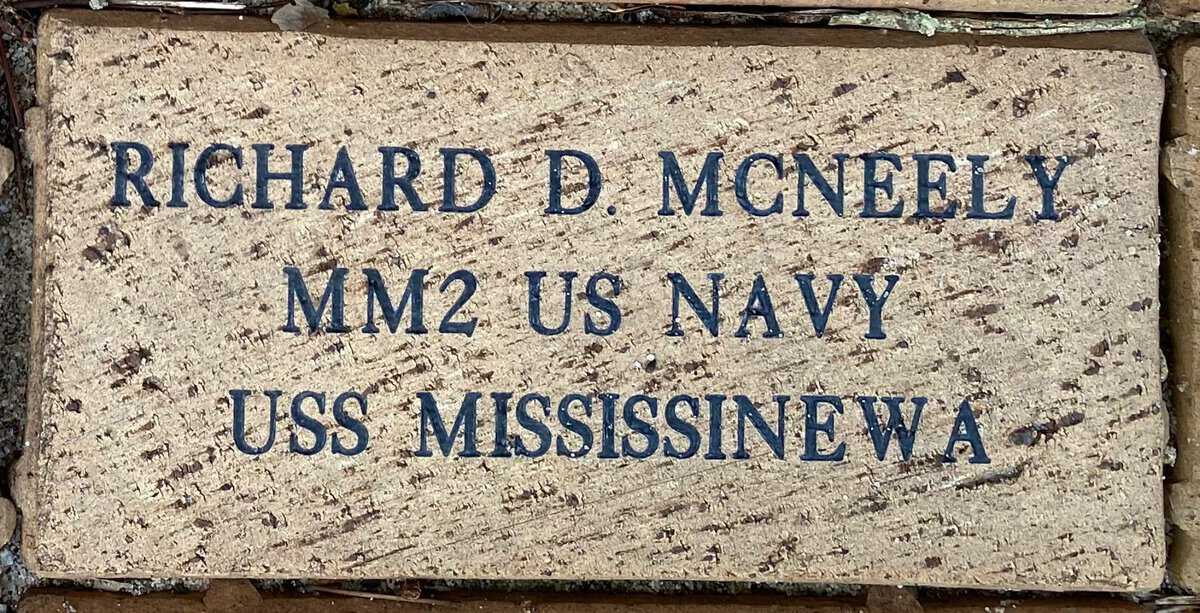 RICHARD D. MCNEELY
MM2 US NAVY
USS MISSISSINEWA